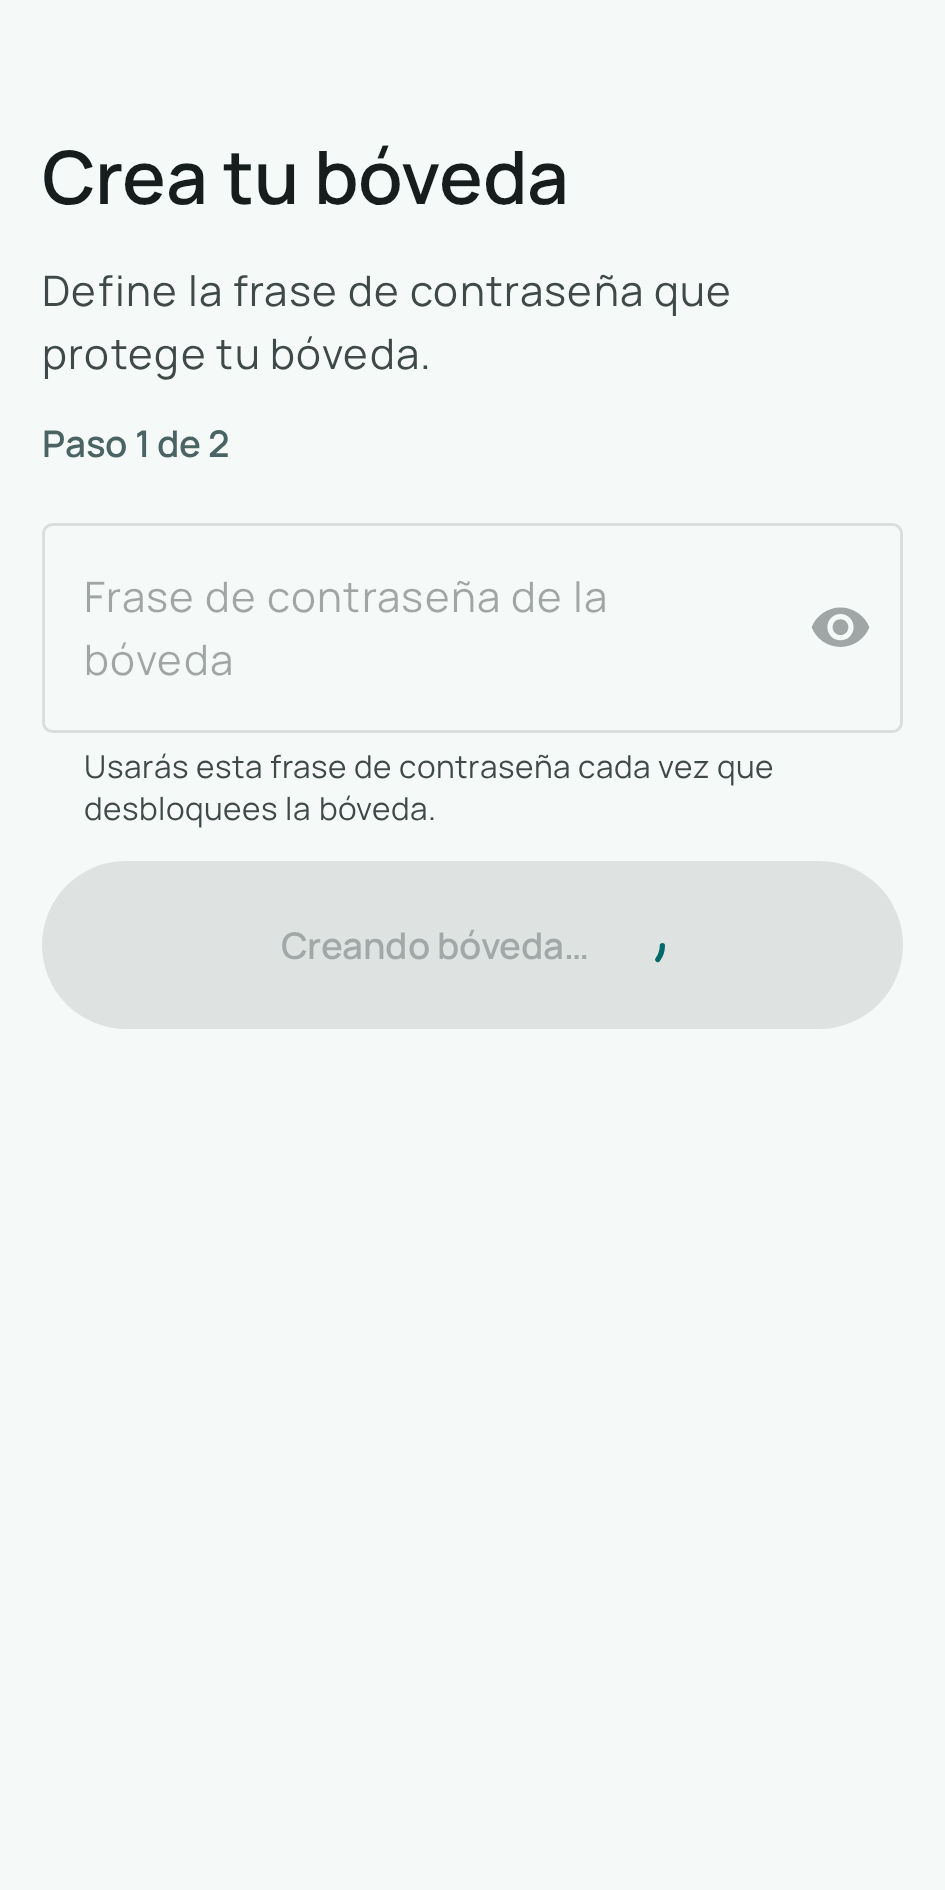 Crea tu bóveda
Define la frase de contraseña que
protege tu bóveda.
Paso 1 de 2
Frase de contraseña de la
bóveda
Usarás esta frase de contraseña cada vez que
desbloquees la bóveda.
Creando bóveda…